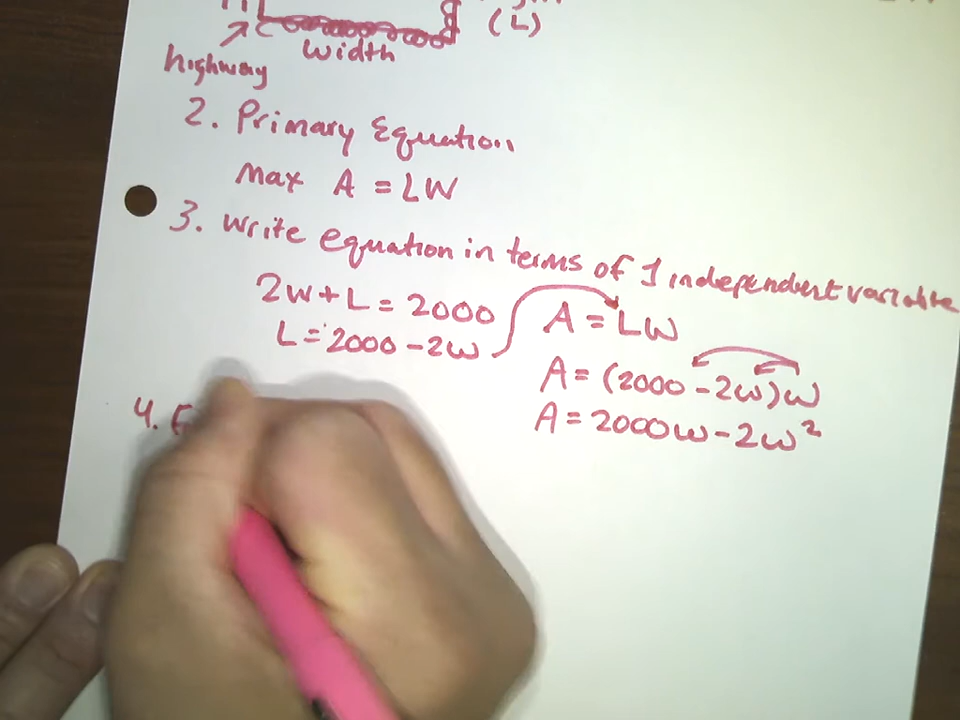 (L)
width
highway
2. Primary Equation
Max A = LW
3. Write equation in terms of 1 independent variable
2w + L = 2000
L = 2000 - 2w
A = LW
A = (2000 - 2w)w
A = 2000w - 2w²
4.